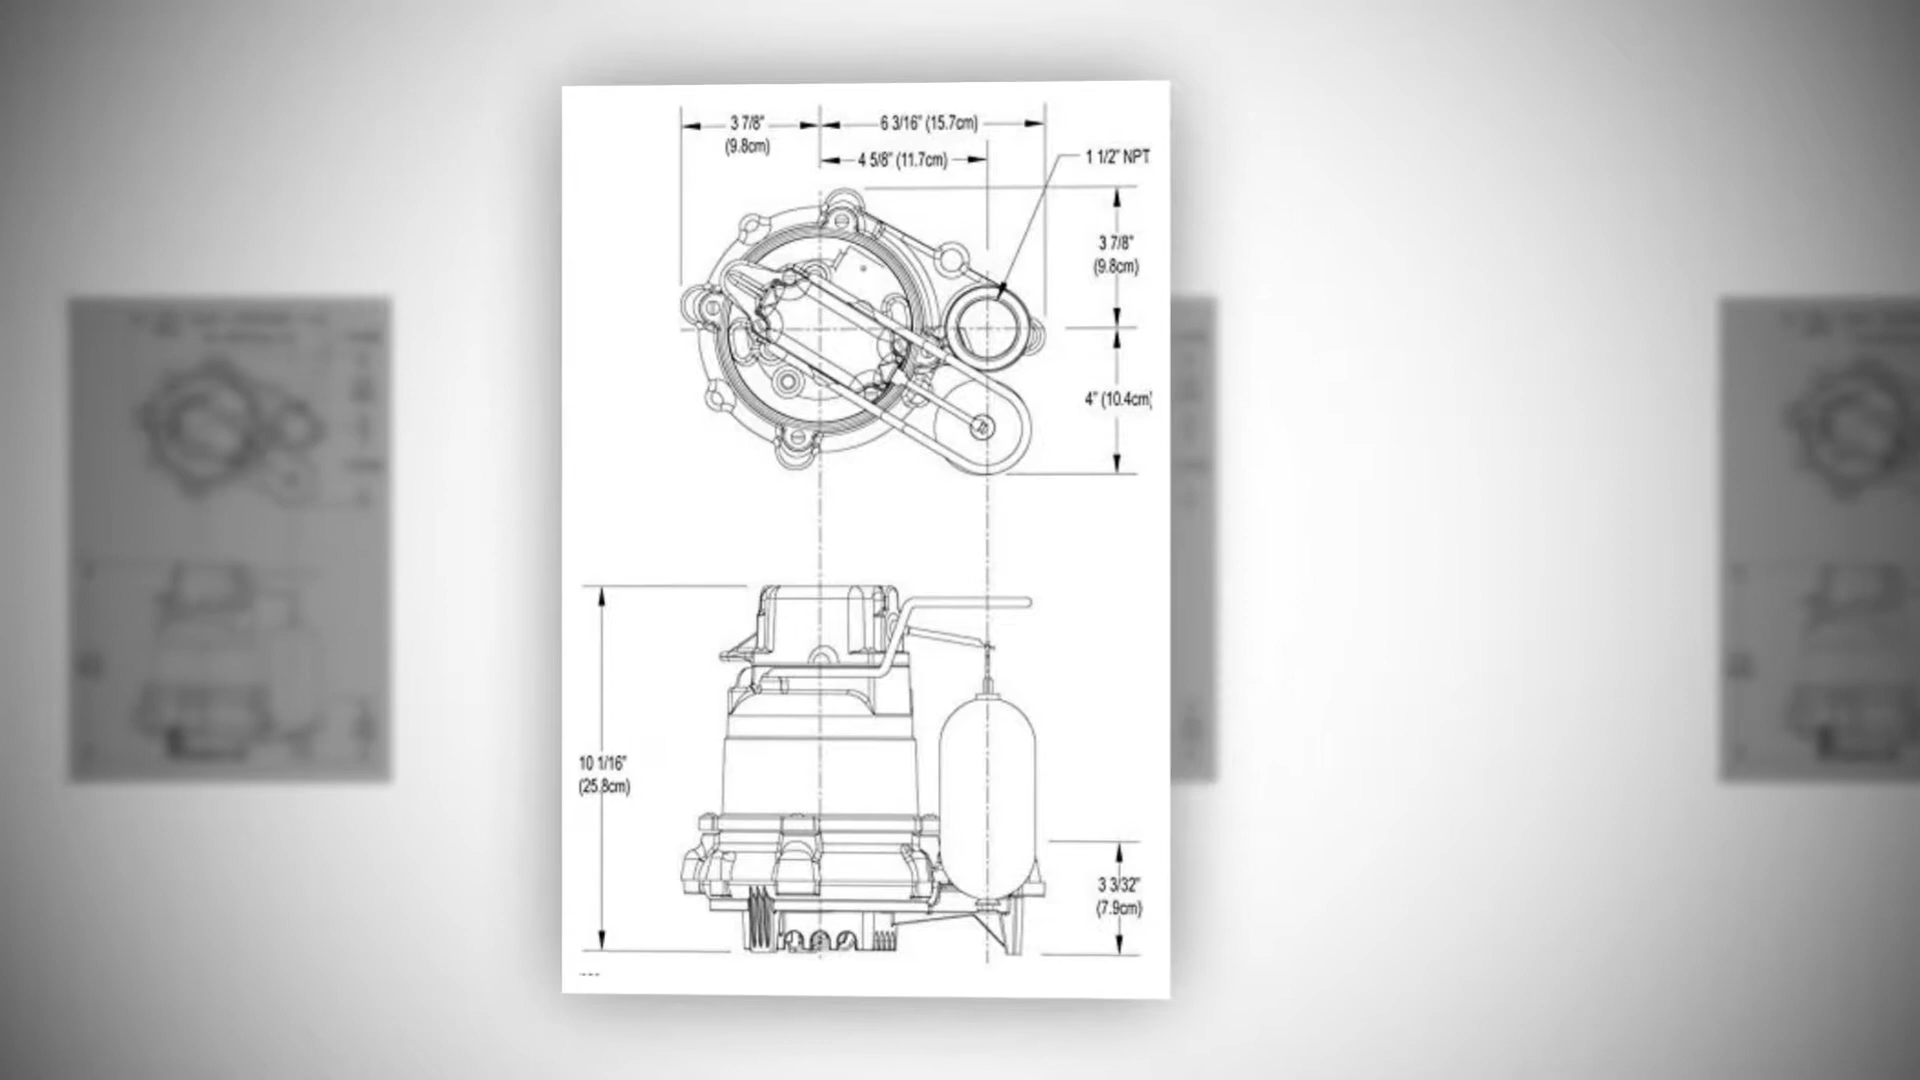 3 7/8"
(9.8cm)
6 3/16" (15.7cm)
4 5/8" (11.7cm)
1 1/2" NPT
3 7/8"
(9.8cm)
4" (10.4cm)
10 1/16"
(25.8cm)
3 3/32"
(7.9cm)